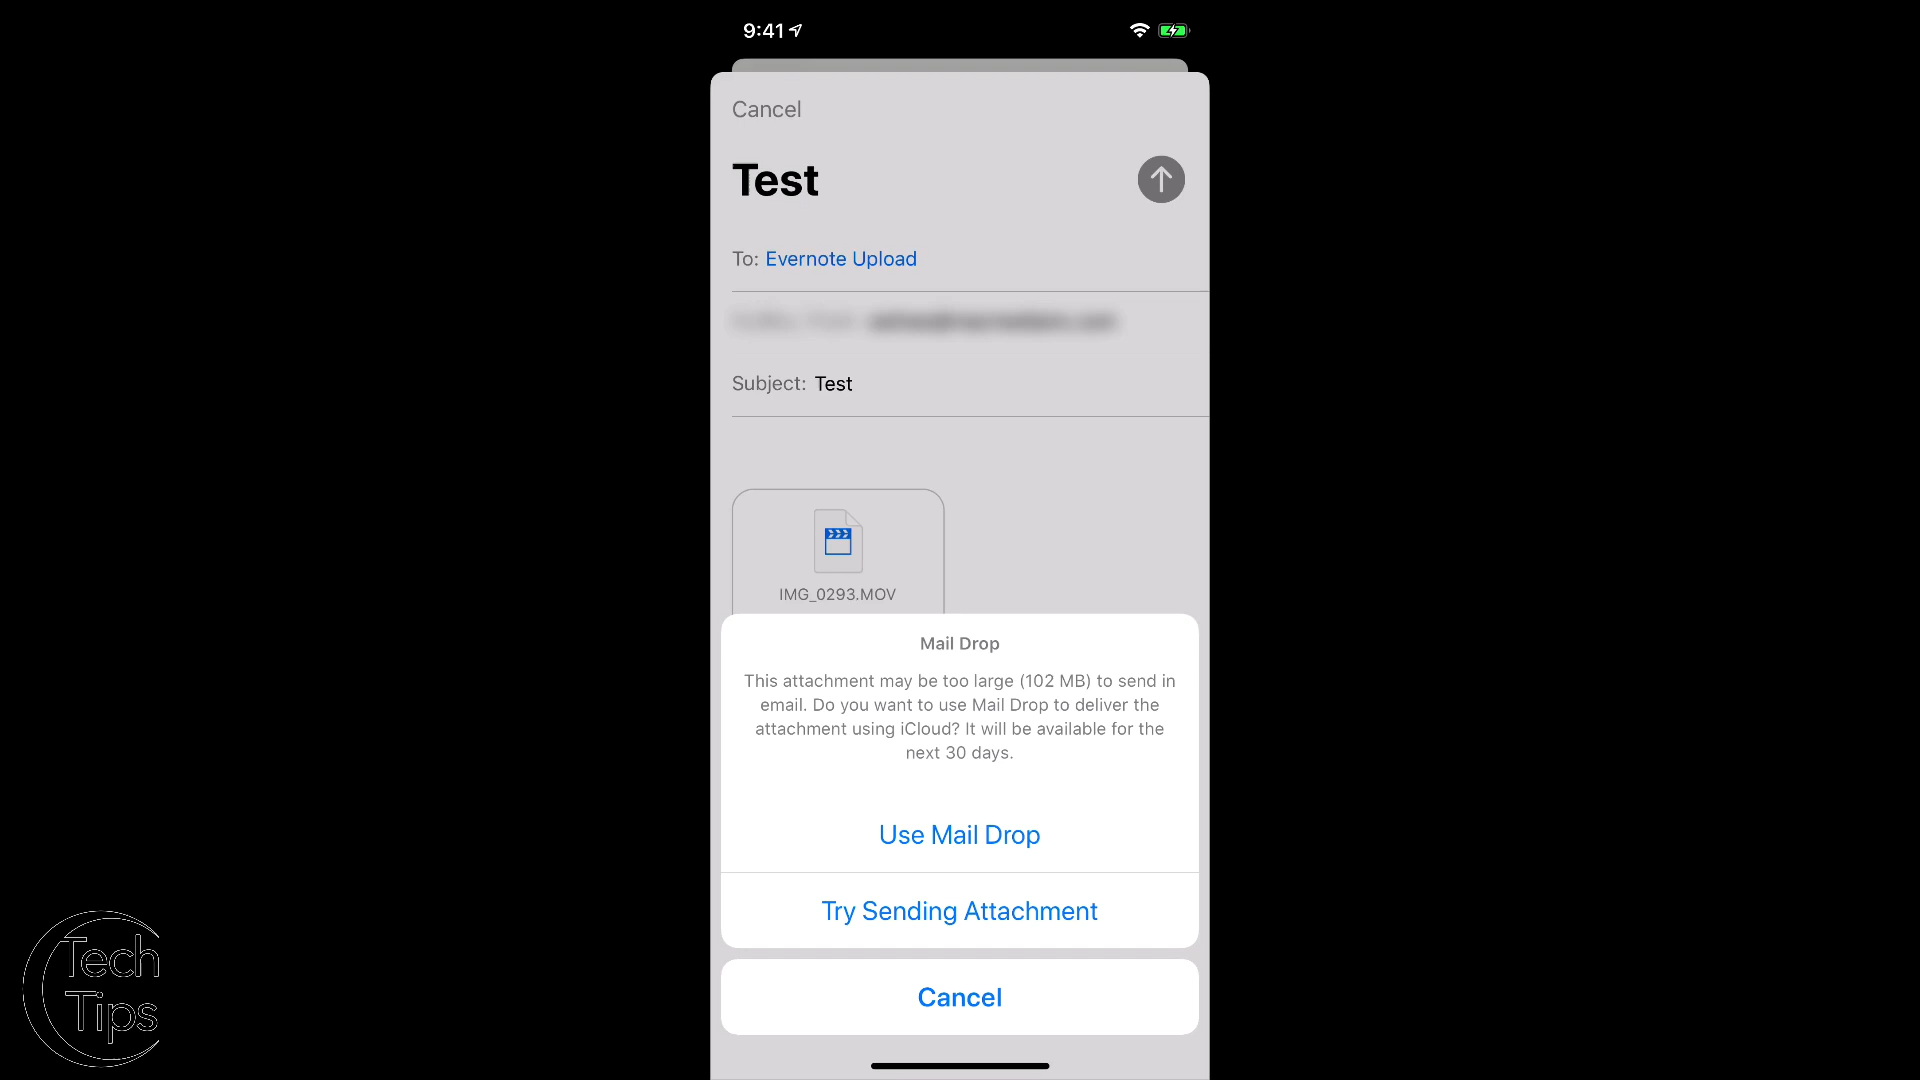 9:41
Cancel
Test
To: Evernote Upload
Subject: Test
IMG_0293.MOV
Mail Drop
This attachment may be too large (102 MB) to send in
email. Do you want to use Mail Drop to deliver the
attachment using iCloud? It will be available for the
next 30 days.
Use Mail Drop
Try Sending Attachment
Cancel
Tech
Tips